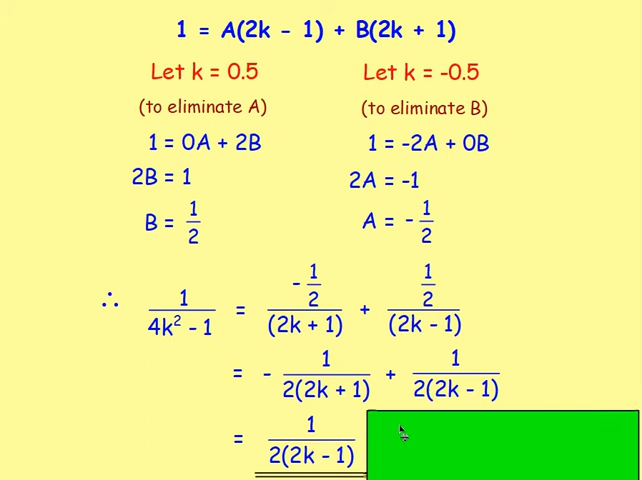 1 = A(2k - 1) + B(2k + 1)
Let k = 0.5
(to eliminate A)
1 = 0A + 2B
2B = 1
B = 1/2
Let k = -0.5
(to eliminate B)
1 = -2A + 0B
2A = -1
A = - 1/2
∴ 1/(4k² - 1) = (- 1/2)/(2k + 1) + (1/2)/(2k - 1)
= - 1/(2(2k + 1)) + 1/(2(2k - 1))
= 1/(2(2k - 1))